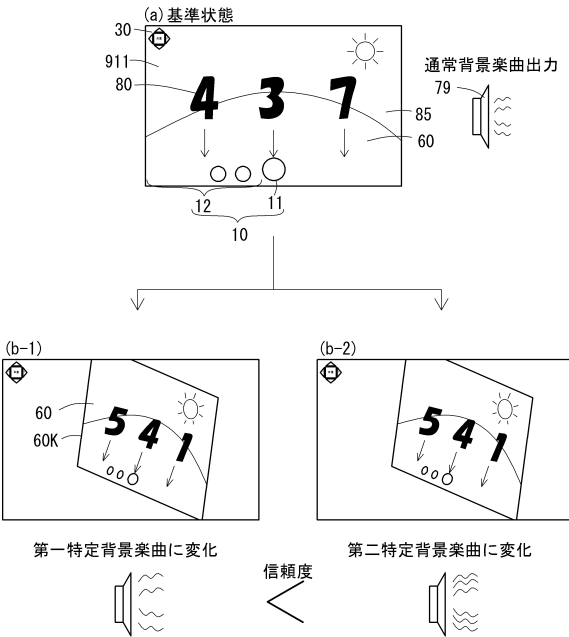 (a)基準状態
30
911
80
4 3 7
通常背景楽曲出力
79
85
60
12
11
10
(b-1)
(b-2)
60
60K
5 4 1
5 4 1
第一特定背景楽曲に変化
第二特定背景楽曲に変化
信頼度